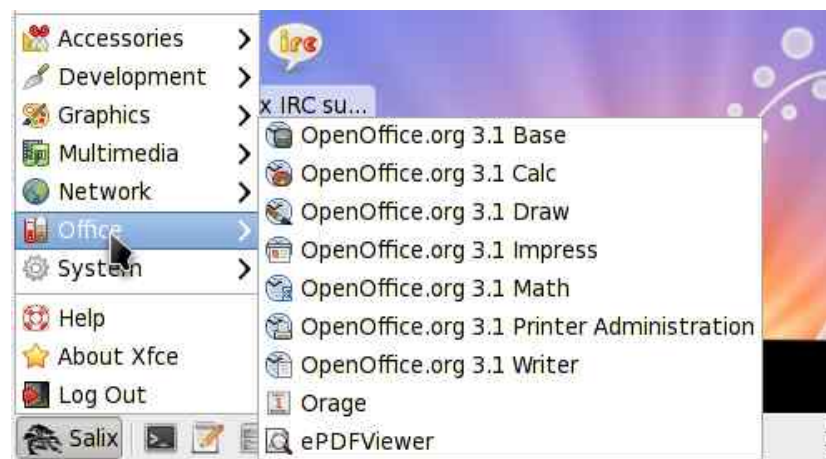 Accessories
Development
Graphics
Multimedia
Network
Office
System
Help
About Xfce
Log Out
Salix
irc
x IRC su...
OpenOffice.org 3.1 Base
OpenOffice.org 3.1 Calc
OpenOffice.org 3.1 Draw
OpenOffice.org 3.1 Impress
OpenOffice.org 3.1 Math
OpenOffice.org 3.1 Printer Administration
OpenOffice.org 3.1 Writer
Orage
ePDFViewer